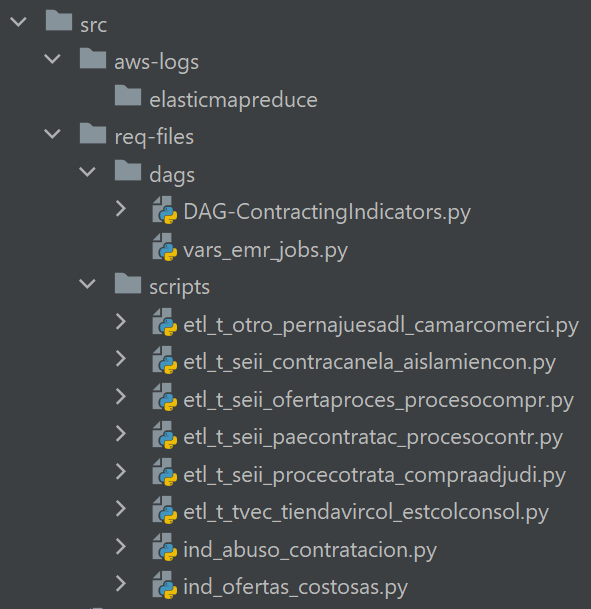 src
aws-logs
elasticmapreduce
req-files
dags
DAG-ContractingIndicators.py
vars_emr_jobs.py
scripts
etl_t_otro_pernajuesadl_camarcomerci.py
etl_t_seii_contracanela_aislamiencon.py
etl_t_seii_ofertaproces_procesocompr.py
etl_t_seii_paecontratac_procesocontr.py
etl_t_seii_procecotrata_compraadjudi.py
etl_t_tvec_tiendavircol_estcolconsol.py
ind_abuso_contratacion.py
ind_ofertas_costosas.py